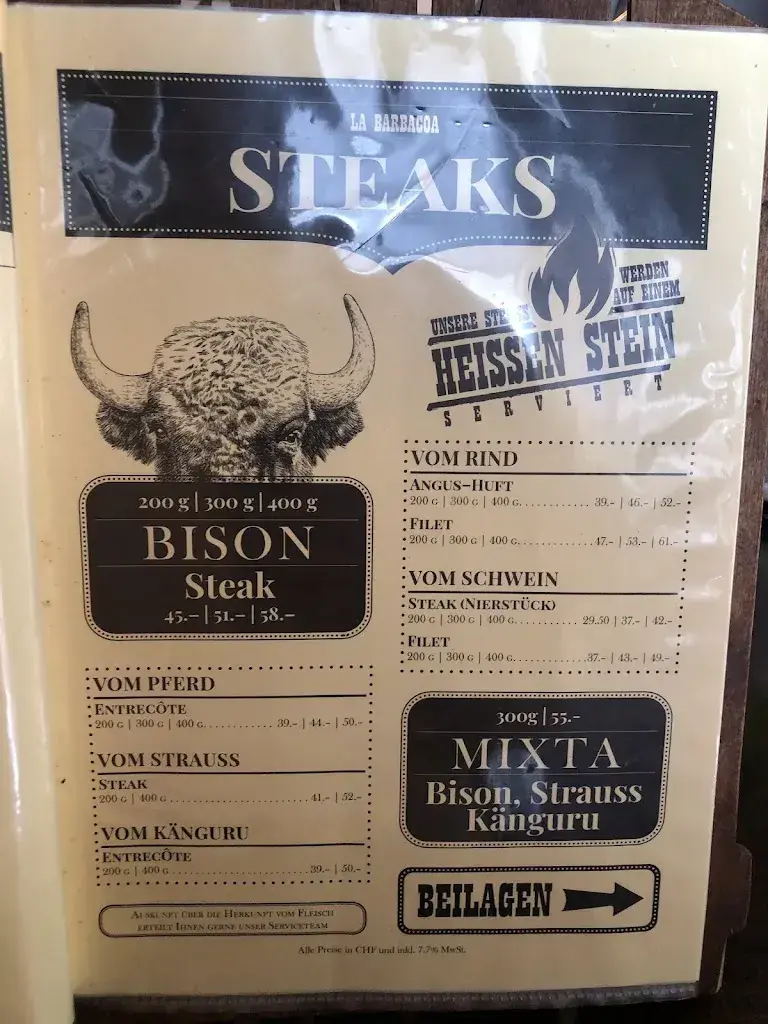 LA BARBACOA
STEAKS
UNSERE WERDEN
AUF EINEM
HEISSEN STEIN
SERVIERT
200 g | 300 g | 400 g
BISON
Steak
45.– | 51.– | 58.–
VOM PFERD
ENTRECÔTE
200 G | 300 G | 400 G............ 39.- | 44.- | 50.-
VOM STRAUSS
STEAK
200 G | 400 G........................ 41.- | 52.-
VOM KÄNGURU
ENTRECÔTE
200 G | 400 G........................ 39.- | 50.-
AUSKUNFT ÜBER DIE HERKUNFT VOM FLEISCH
ERTEILT IHNEN GERNE UNSER SERVICETEAM
VOM RIND
ANGUS-HUFT
200 G | 300 G | 400 G............ 39.- | 46.- | 52.-
FILET
200 G | 300 G | 400 G............47.- | 53.- | 61.-
VOM SCHWEIN
STEAK (NIERSTÜCK)
200 G | 300 G | 400 G........... 29.50 | 37.- | 42.-
FILET
200 G | 300 G | 400 G............37.- | 43.- | 49.-
300g | 55.–
MIXTA
Bison, Strauss
Känguru
BEILAGEN
Alle Preise in CHF und inkl. 7.7% MwSt.